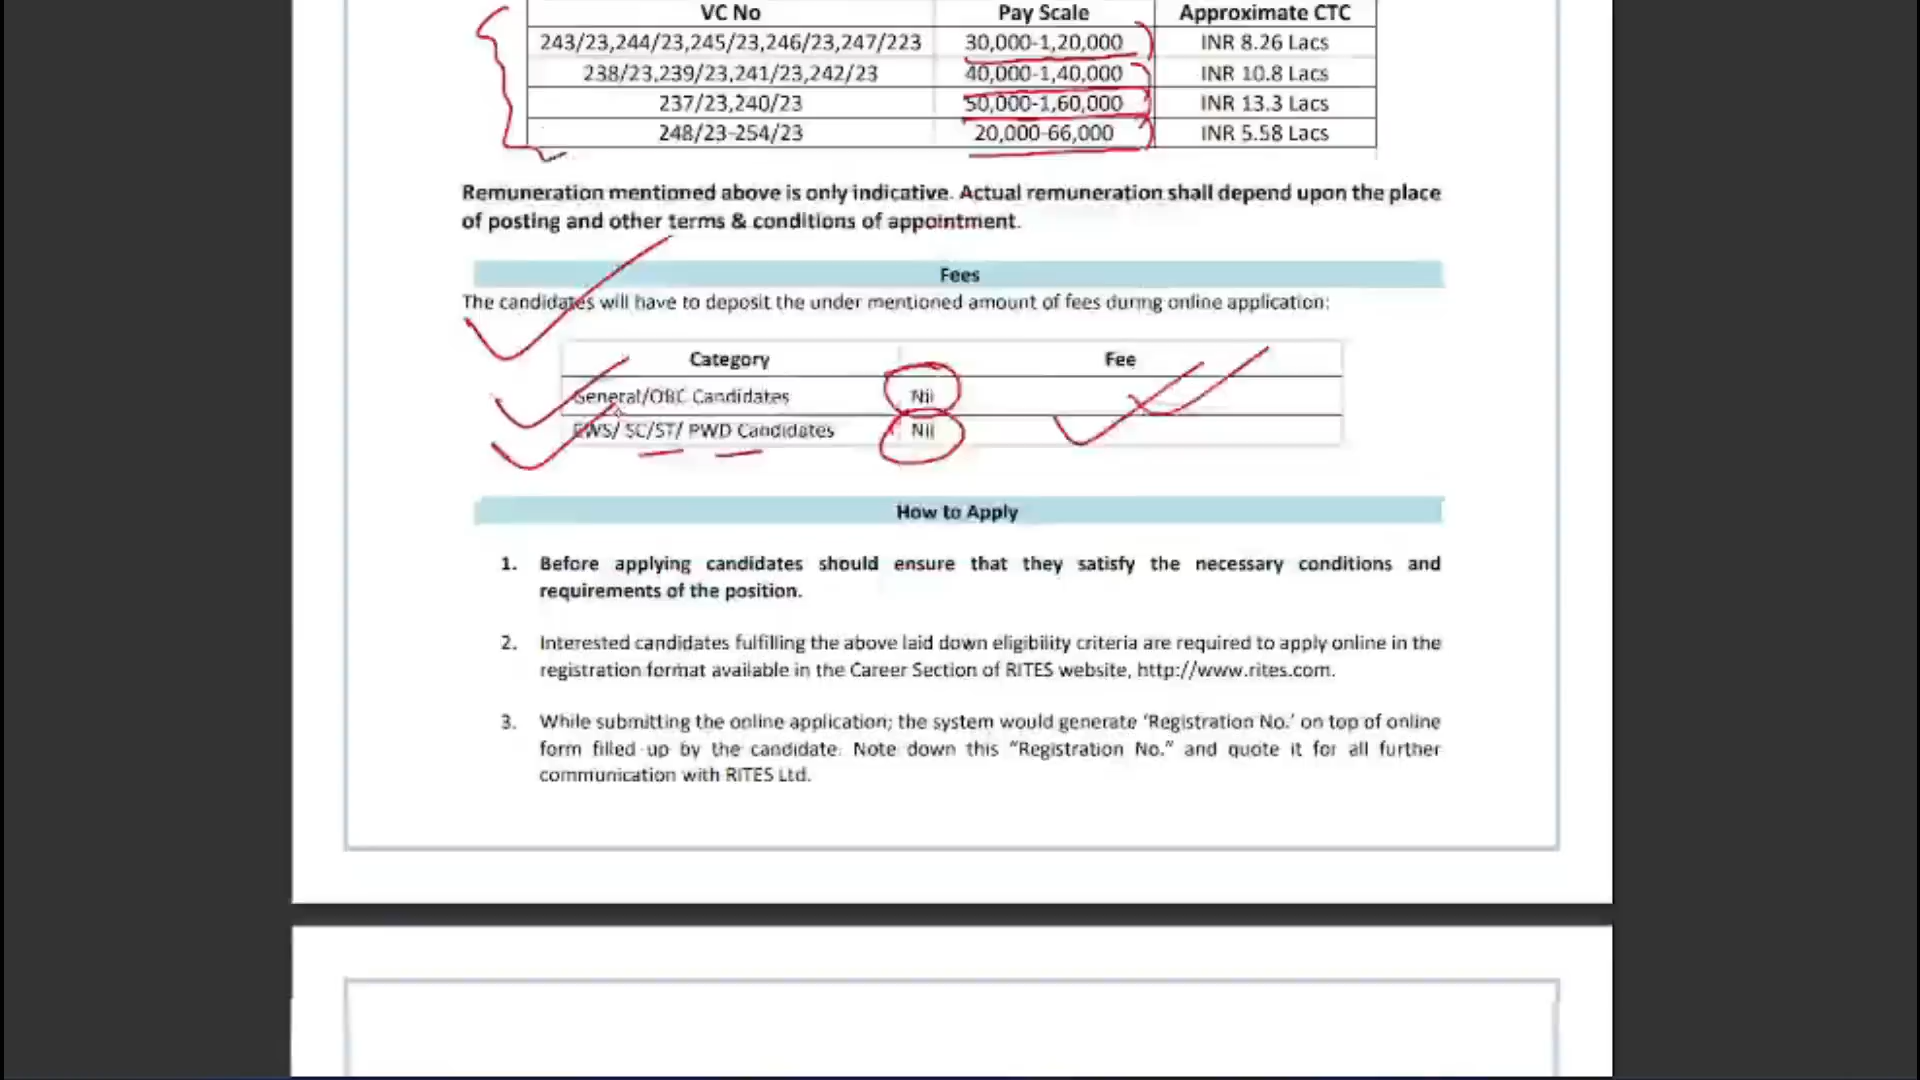 VC No Pay Scale Approximate CTC
243/23,244/23,245/23,246/23,247/223 30,000-1,20,000 INR 8.26 Lacs
238/23,239/23,241/23,242/23 40,000-1,40,000 INR 10.8 Lacs
237/23,240/23 50,000-1,60,000 INR 13.3 Lacs
248/23-254/23 20,000-66,000 INR 5.58 Lacs
Remuneration mentioned above is only indicative. Actual remuneration shall depend upon the place
of posting and other terms & conditions of appointment.
Fees
The candidates will have to deposit the under mentioned amount of fees during online application:
Category Fee
General/OBC Candidates Nil
EWS/ SC/ST/ PWD Candidates Nil
How to Apply
1. Before applying candidates should ensure that they satisfy the necessary conditions and
requirements of the position.
2. Interested candidates fulfilling the above laid down eligibility criteria are required to apply online in the
registration format available in the Career Section of RITES website, http://www.rites.com.
3. While submitting the online application; the system would generate ‘Registration No.’ on top of online
form filled up by the candidate. Note down this “Registration No.” and quote it for all further
communication with RITES Ltd.